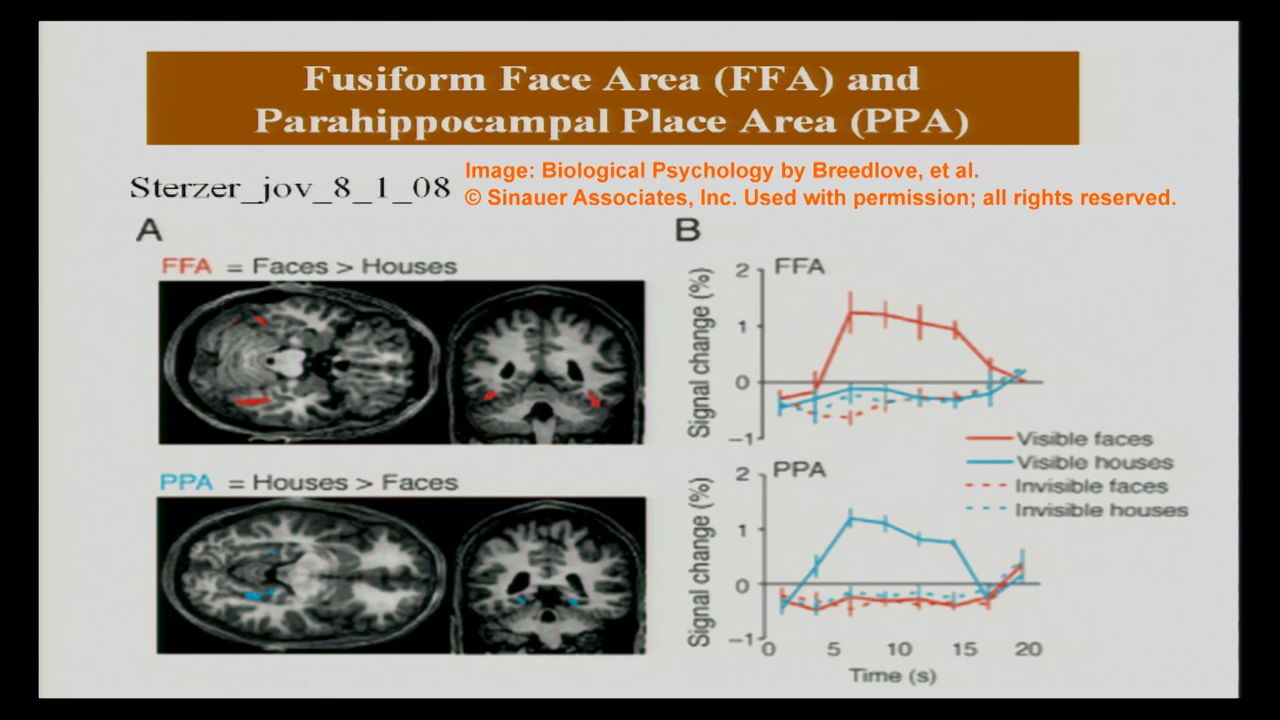 Fusiform Face Area (FFA) and
Parahippocampal Place Area (PPA)
Sterzer_jov_8_1_08
Image: Biological Psychology by Breedlove, et al.
© Sinauer Associates, Inc. Used with permission; all rights reserved.
A
FFA = Faces > Houses
PPA = Houses > Faces
B
FFA
Signal change (%)
2
1
0
−1
Visible faces
Visible houses
Invisible faces
Invisible houses
PPA
Signal change (%)
2
1
0
−1
0 5 10 15 20
Time (s)